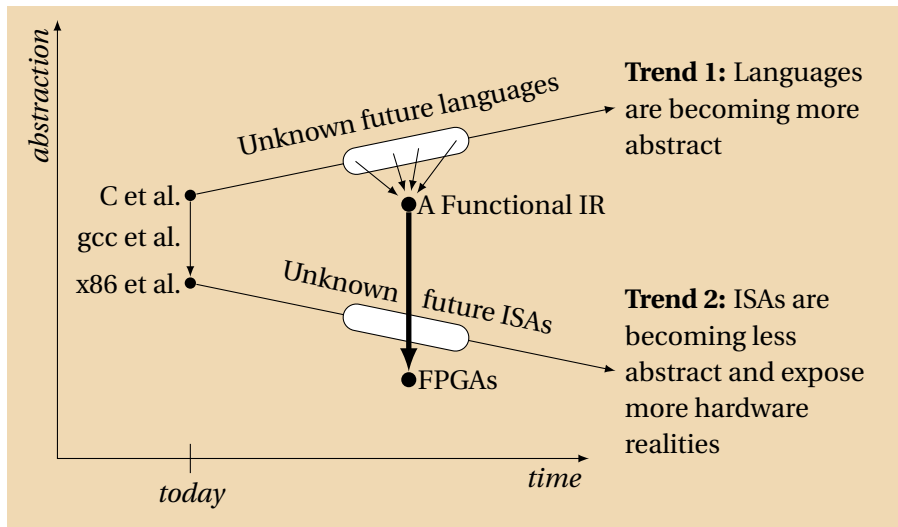 abstraction
Unknown future languages
Trend 1: Languages
are becoming more
abstract
C et al.
A Functional IR
gcc et al.
x86 et al.
Unknown future ISAs
Trend 2: ISAs are
becoming less
abstract and expose
more hardware
realities
FPGAs
time
today